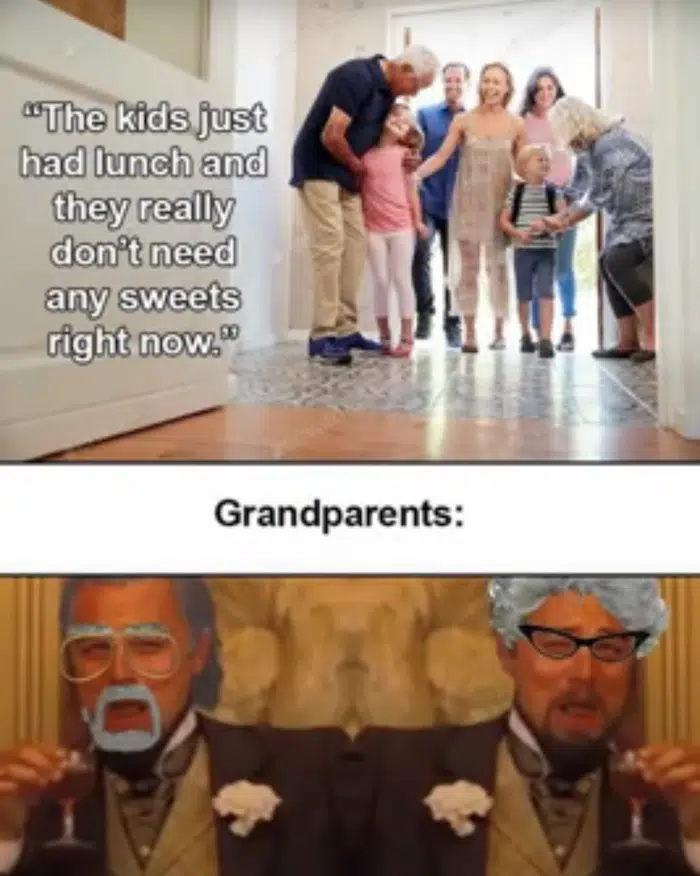 “The kids just
had lunch and
they really
don’t need
any sweets
right now.”
Grandparents: